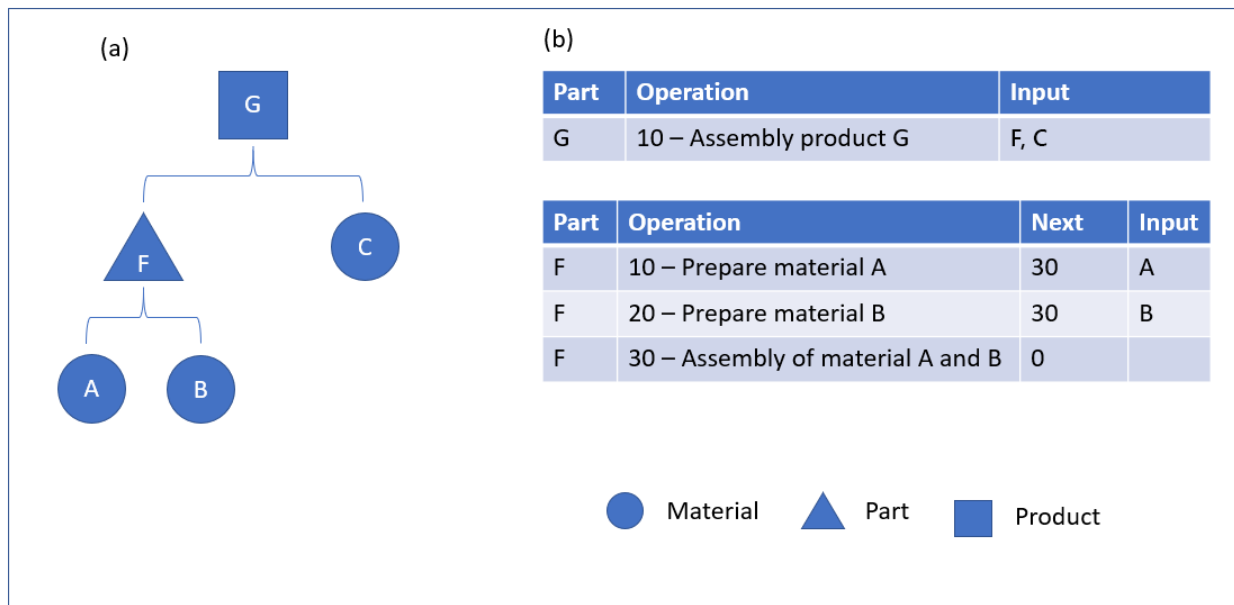 (a)
G
F
C
A
B
(b)
Part Operation Input
G 10 – Assembly product G F, C
Part Operation Next Input
F 10 – Prepare material A 30 A
F 20 – Prepare material B 30 B
F 30 – Assembly of material A and B 0
Material Part Product